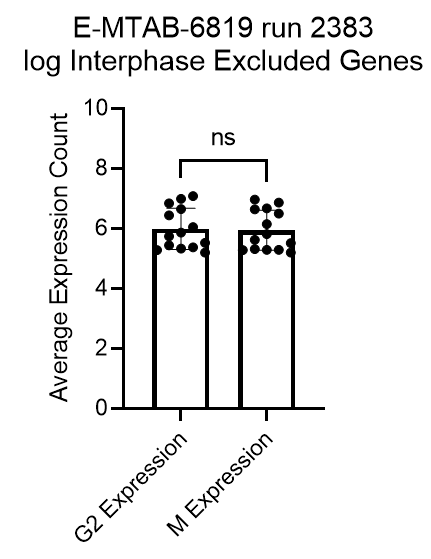 E-MTAB-6819 run 2383
log Interphase Excluded Genes
Average Expression Count
10
8
6
4
2
0
ns
G2 Expression
M Expression